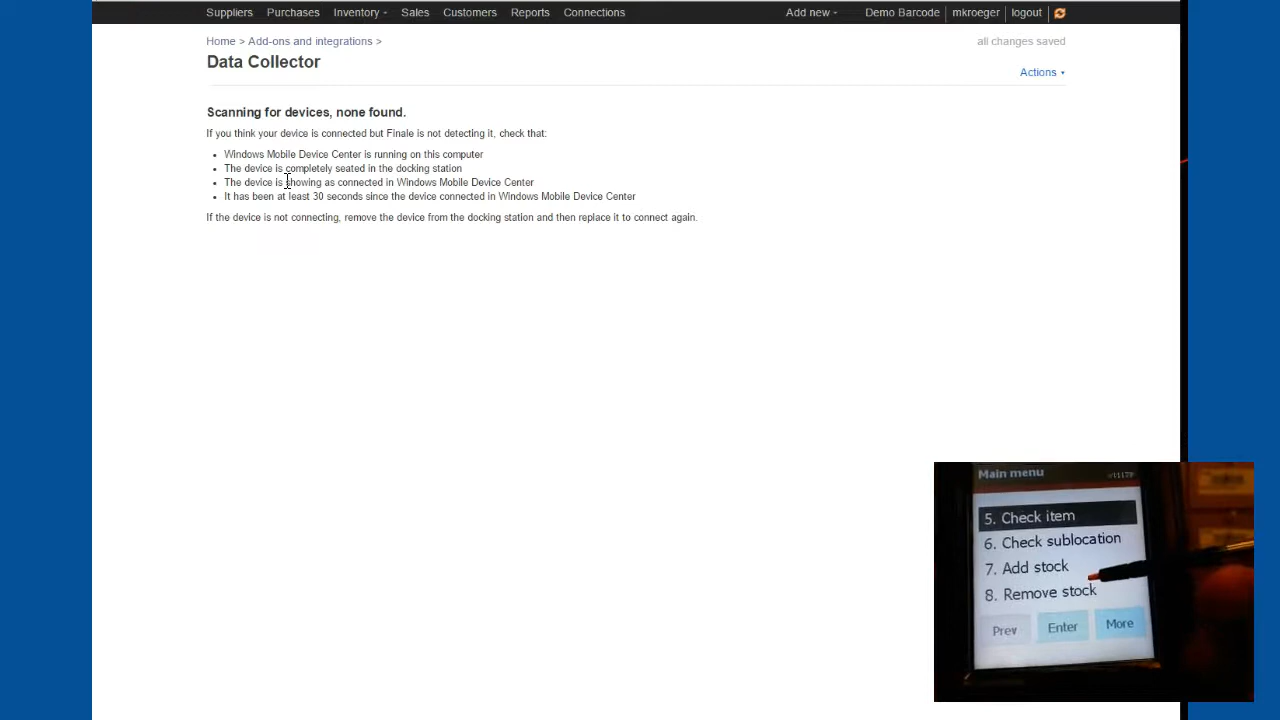 Suppliers Purchases Inventory Sales Customers Reports Connections Add new Demo Barcode mkroeger logout
Home > Add-ons and integrations > all changes saved
Data Collector
Actions
Scanning for devices, none found.
If you think your device is connected but Finale is not detecting it, check that:
Windows Mobile Device Center is running on this computer
The device is completely seated in the docking station
The device is showing as connected in Windows Mobile Device Center
It has been at least 30 seconds since the device connected in Windows Mobile Device Center
If the device is not connecting, remove the device from the docking station and then replace it to connect again.
Main menu
5. Check item
6. Check sublocation
7. Add stock
8. Remove stock
Prev Enter More